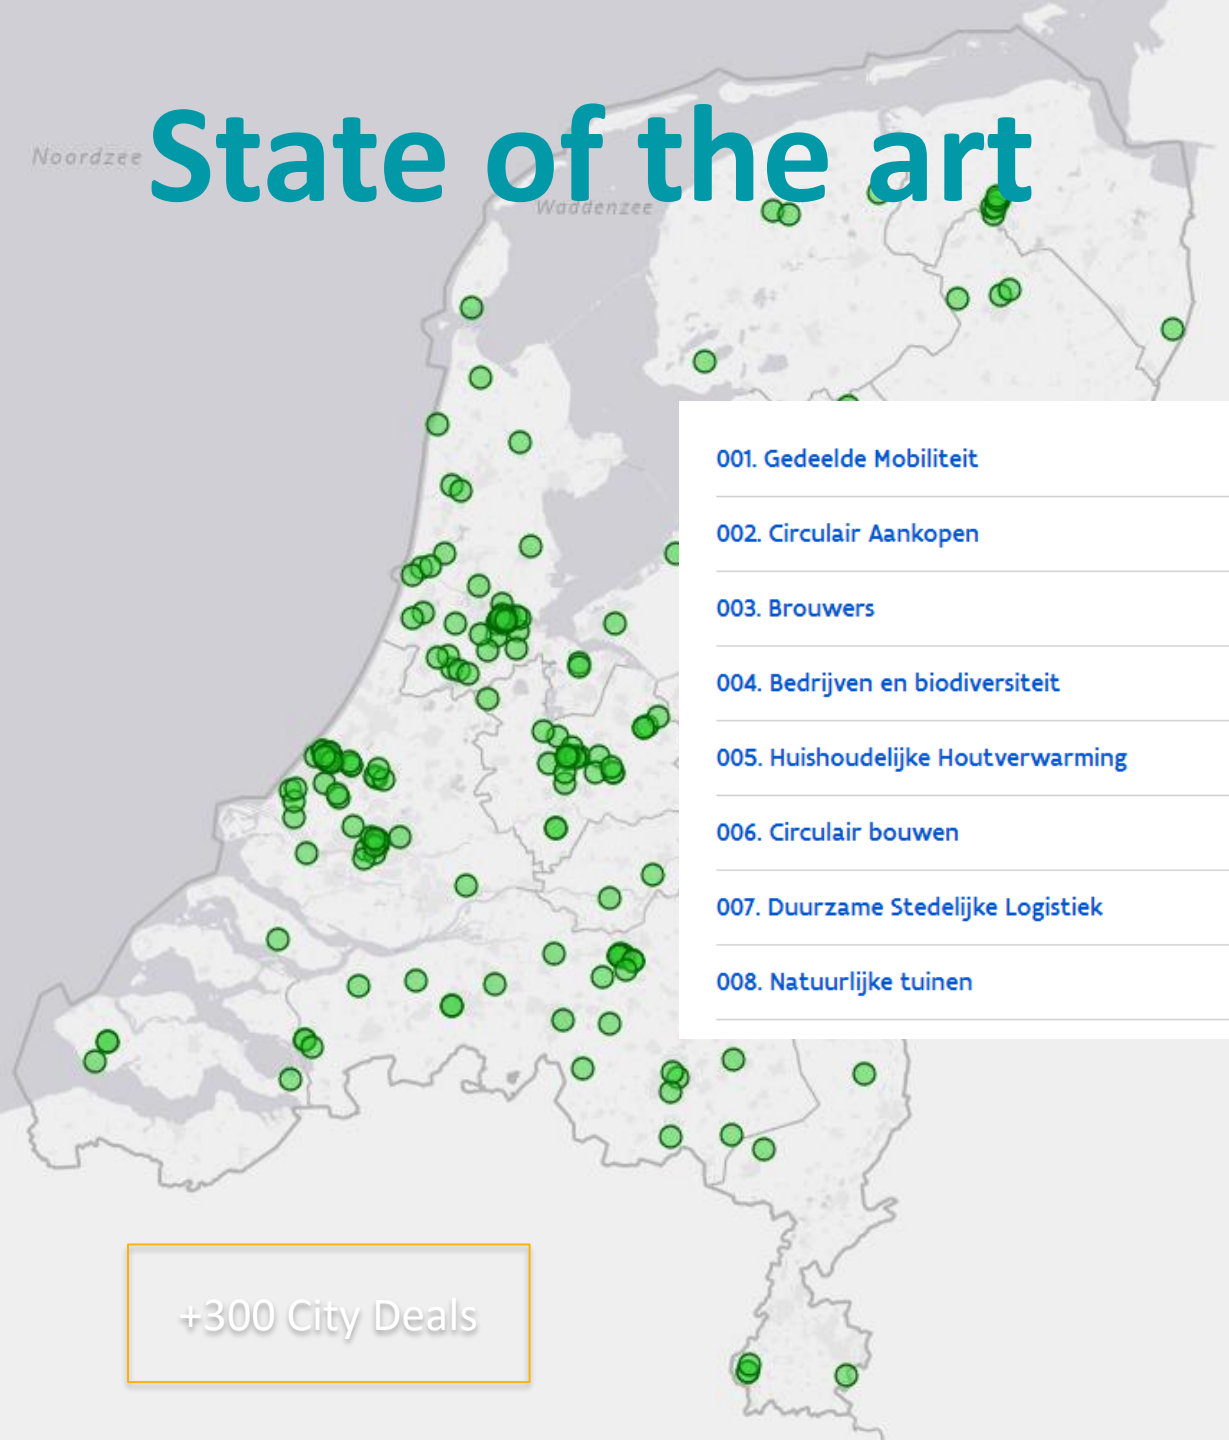 State of the art
Noordzee
Waddenzee
001. Gedeelde Mobiliteit
002. Circulair Aankopen
003. Brouwers
004. Bedrijven en biodiversiteit
005. Huishoudelijke Houtverwarming
006. Circulair bouwen
007. Duurzame Stedelijke Logistiek
008. Natuurlijke tuinen
+300 City Deals